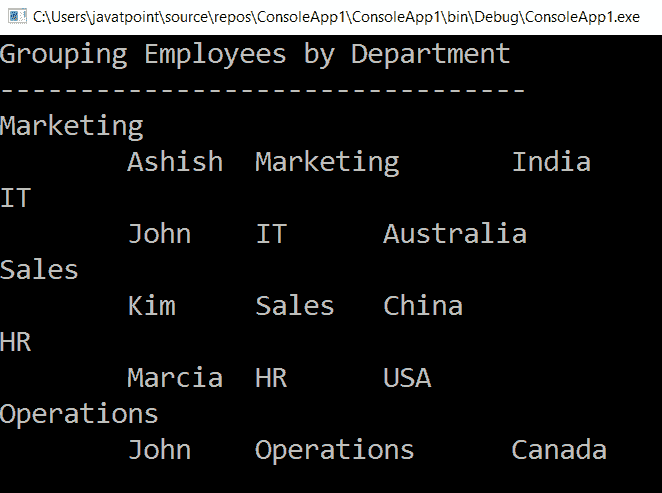 C:\Users\javatpoint\source\repos\ConsoleApp1\ConsoleApp1\bin\Debug\ConsoleApp1.exe
Grouping Employees by Department
---------------------------------
Marketing
Ashish Marketing India
IT
John IT Australia
Sales
Kim Sales China
HR
Marcia HR USA
Operations
John Operations Canada